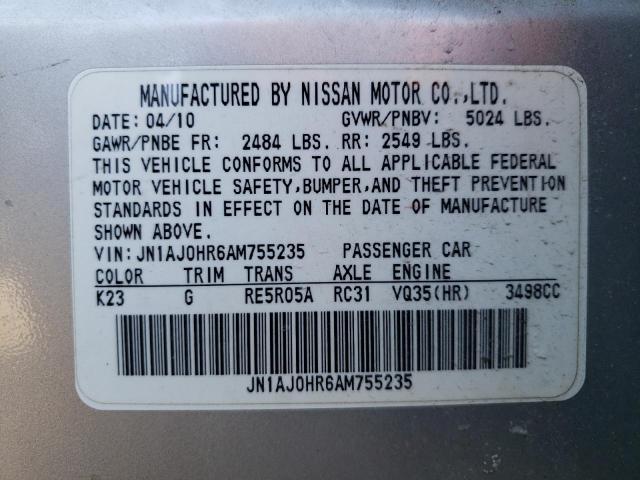 MANUFACTURED BY NISSAN MOTOR CO.,LTD.
DATE: 04/10 GVWR/PNBV: 5024 LBS.
GAWR/PNBE FR: 2484 LBS. RR: 2549 LBS.
THIS VEHICLE CONFORMS TO ALL APPLICABLE FEDERAL
MOTOR VEHICLE SAFETY,BUMPER,AND THEFT PREVENTION
STANDARDS IN EFFECT ON THE DATE OF MANUFACTURE
SHOWN ABOVE.
VIN: JN1AJ0HR6AM755235 PASSENGER CAR
COLOR TRIM TRANS AXLE ENGINE
K23 G RE5R05A RC31 VQ35(HR) 3498CC
JN1AJ0HR6AM755235